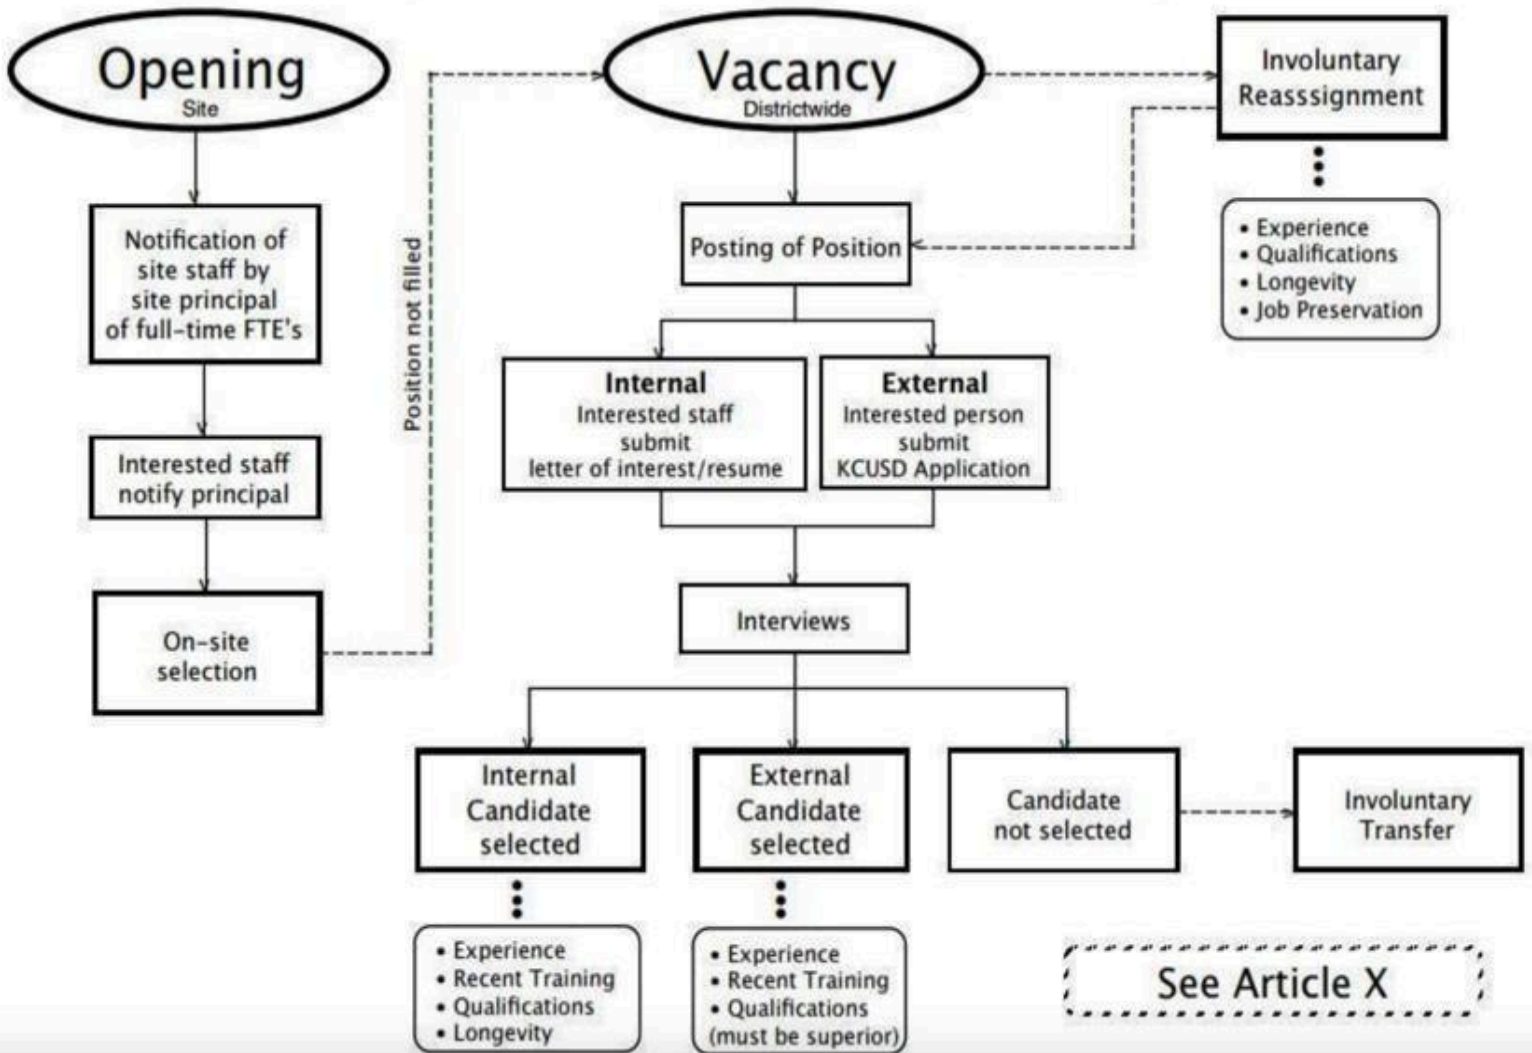 Opening
Site
Notification of
site staff by
site principal
of full-time FTE's
Interested staff
notify principal
On-site
selection
Position not filled
Vacancy
Districtwide
Posting of Position
Internal
Interested staff
submit
letter of interest/resume
External
Interested person
submit
KCUSD Application
Interviews
Internal
Candidate
selected
• Experience
• Recent Training
• Qualifications
• Longevity
External
Candidate
selected
• Experience
• Recent Training
• Qualifications
(must be superior)
Candidate
not selected
Involuntary
Transfer
Involuntary
Reasssignment
• Experience
• Qualifications
• Longevity
• Job Preservation
See Article X